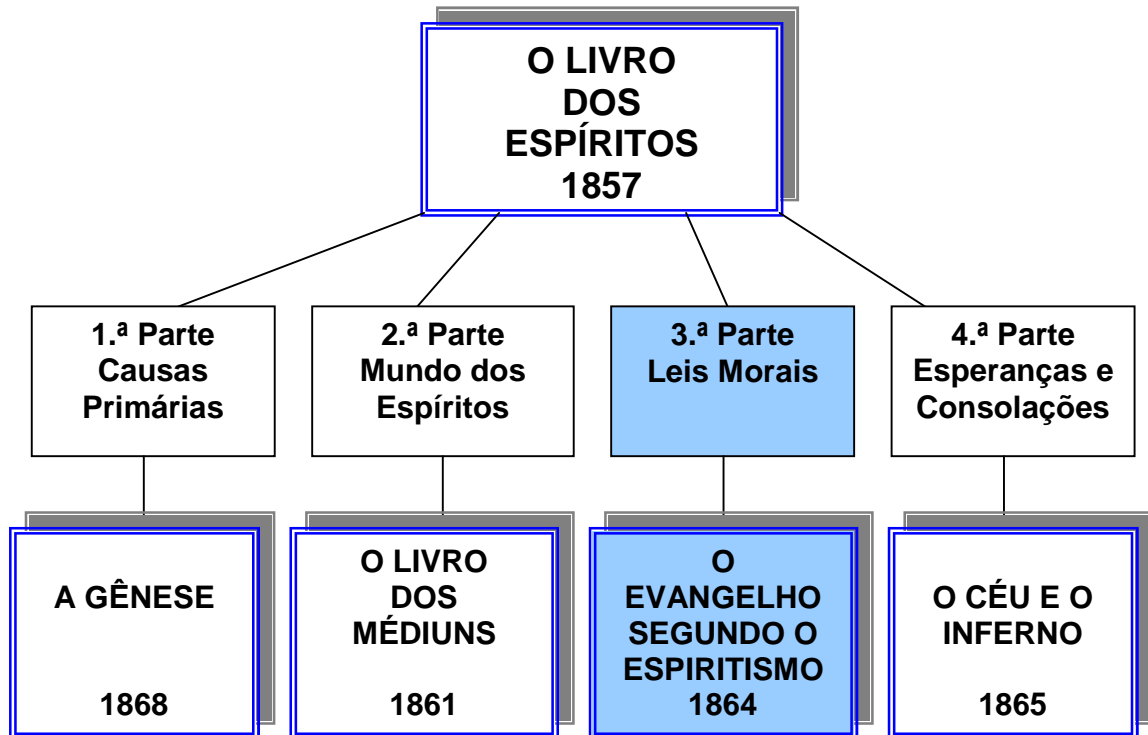 O LIVRO
DOS
ESPÍRITOS
1857
1.ª Parte
Causas
Primárias
2.ª Parte
Mundo dos
Espíritos
3.ª Parte
Leis Morais
4.ª Parte
Esperanças e
Consolações
A GÊNESE
1868
O LIVRO
DOS
MÉDIUNS
1861
O
EVANGELHO
SEGUNDO O
ESPIRITISMO
1864
O CÉU E O
INFERNO
1865